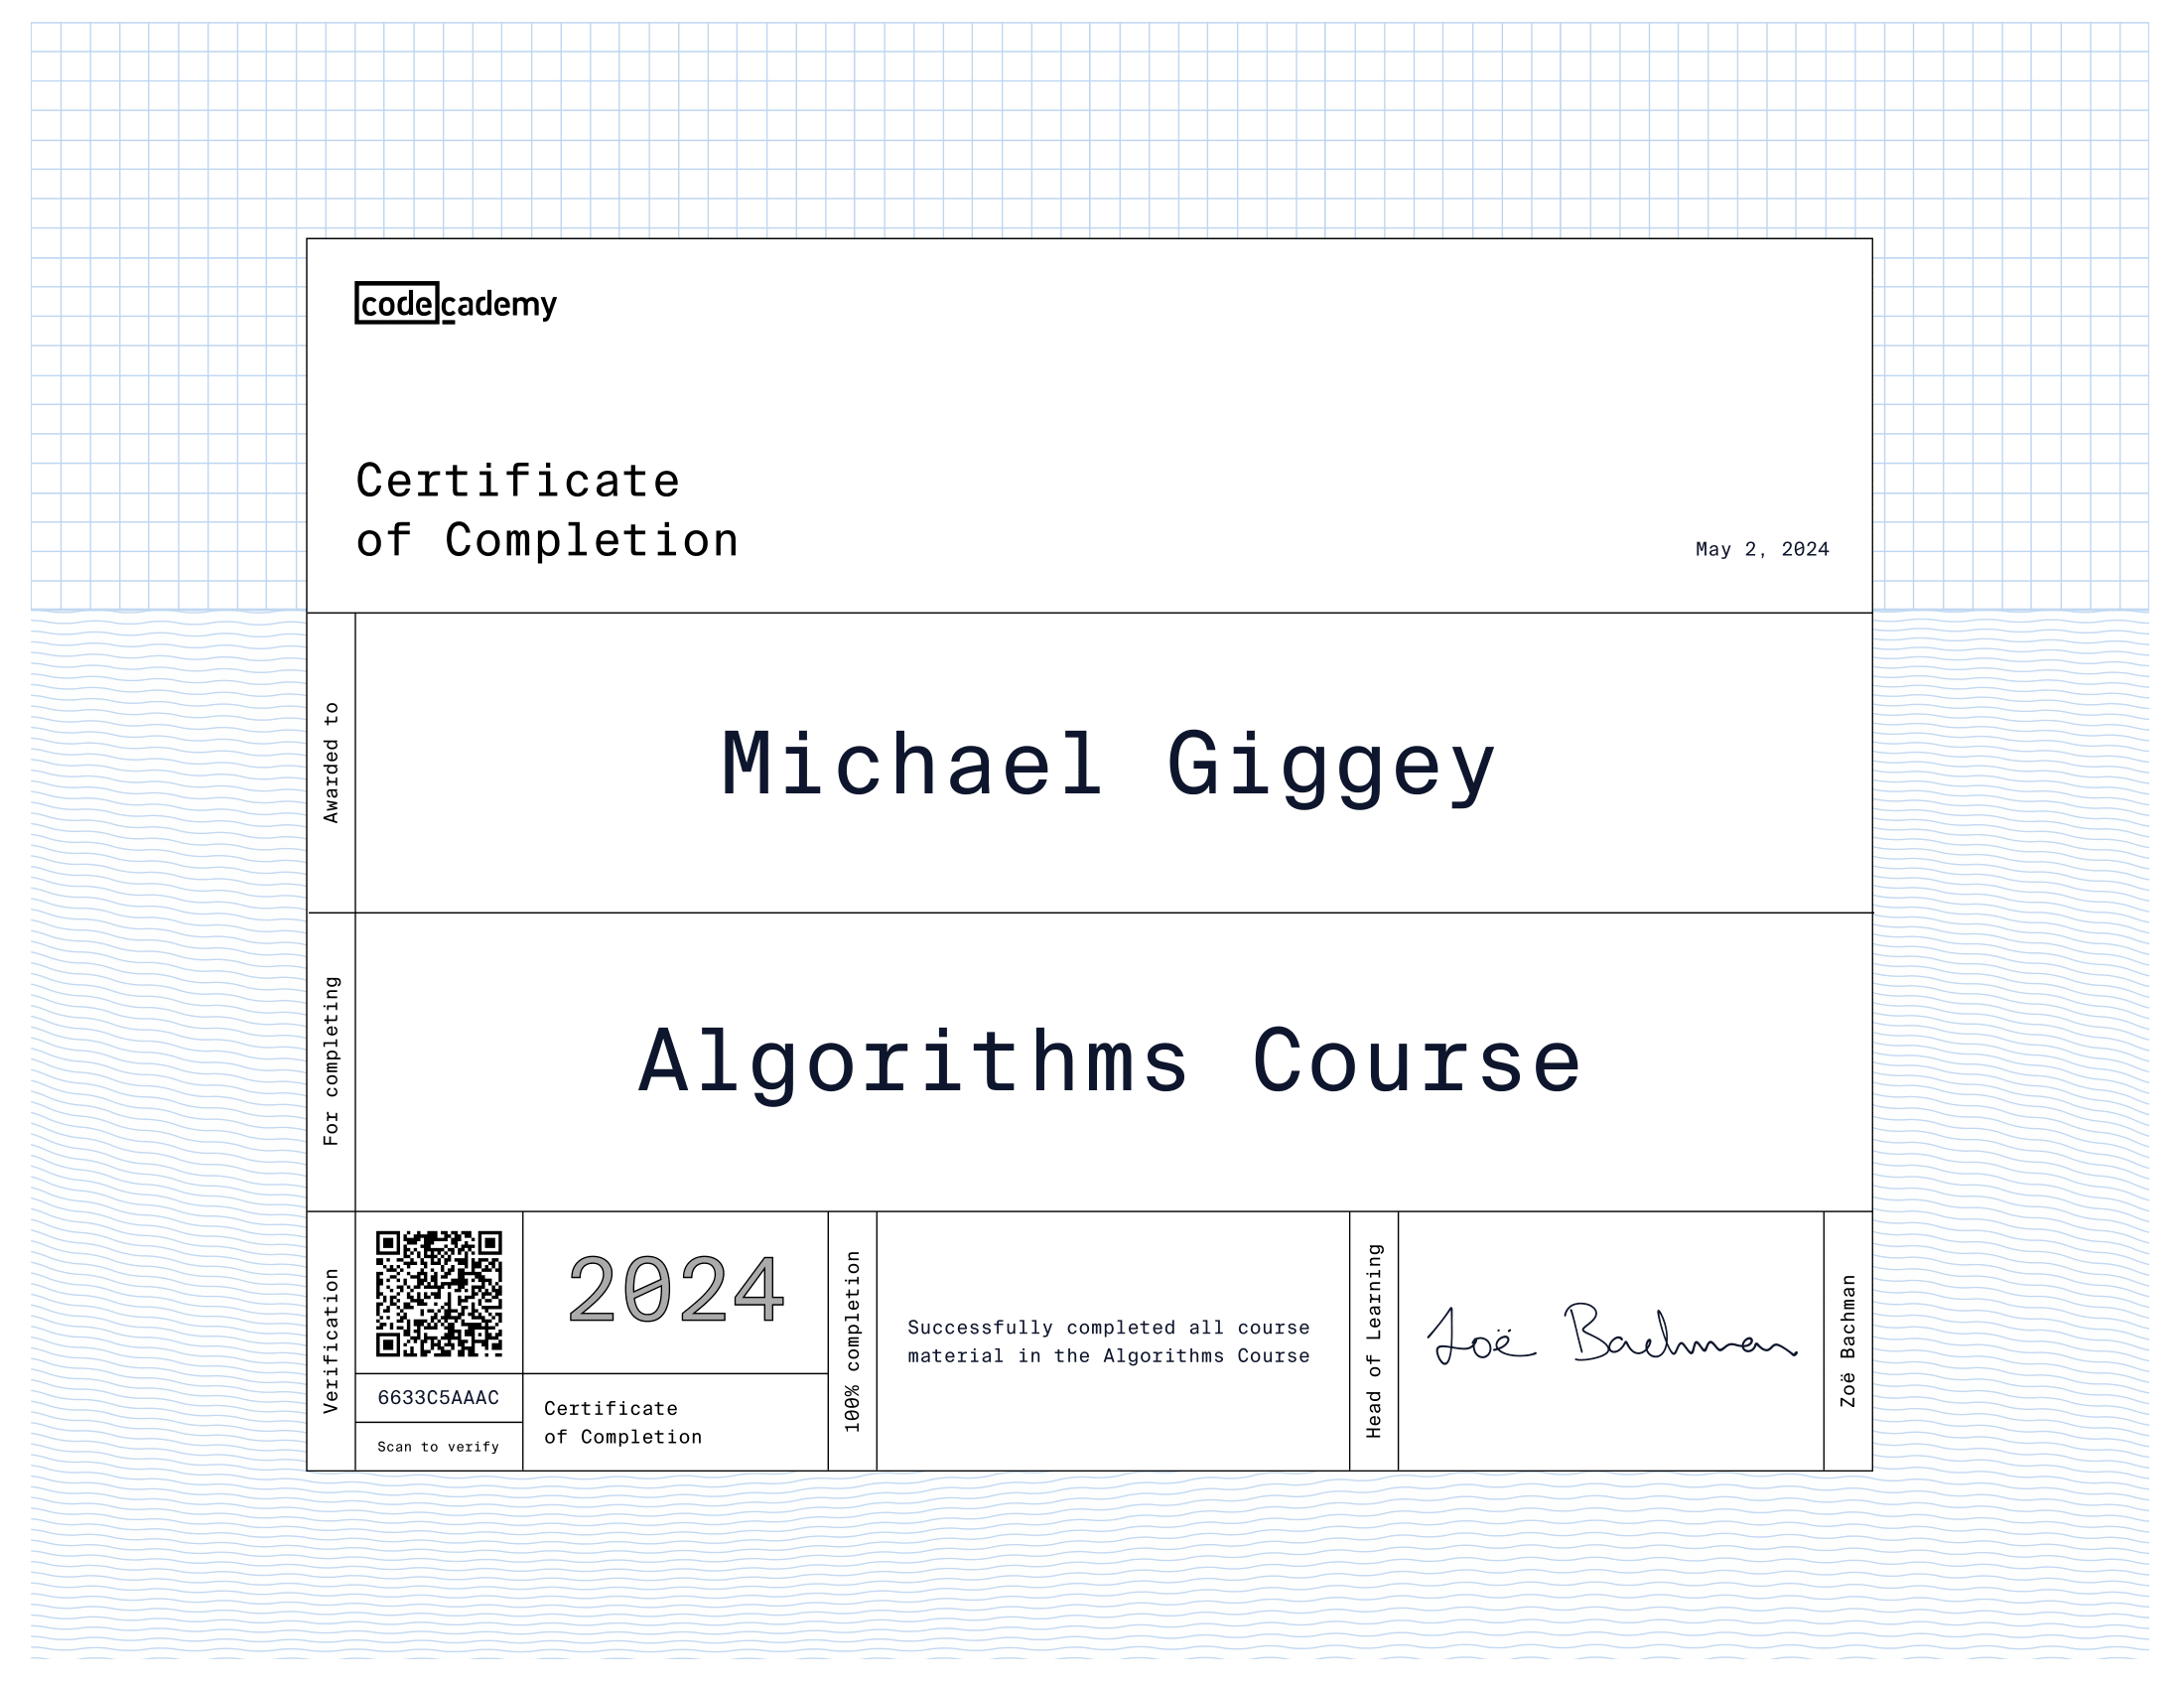 codecademy
Certificate
of Completion
May 2, 2024
Awarded to
Michael Giggey
For completing
Algorithms Course
Verification
6633C5AAAC
Scan to verify
2024
Certificate
of Completion
100% completion
Successfully completed all course
material in the Algorithms Course
Head of Learning
Zoë Bachman
Zoë Bachman